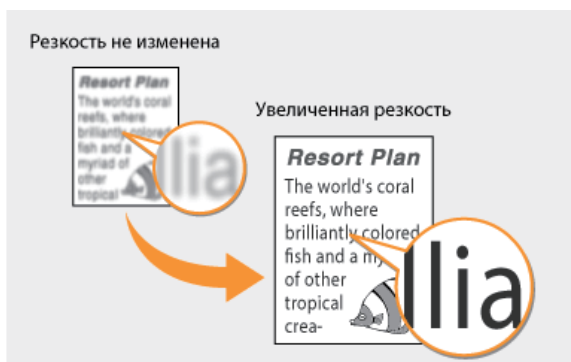 Резкость не изменена
Resort Plan
The world's coral
reefs, where
brilliantly colored
fish and a
myriad of
other
tropical
llia
Увеличенная резкость
Resort Plan
The world's coral
reefs, where
brilliantly colored
fish and a my
of other
tropical
crea-
llia